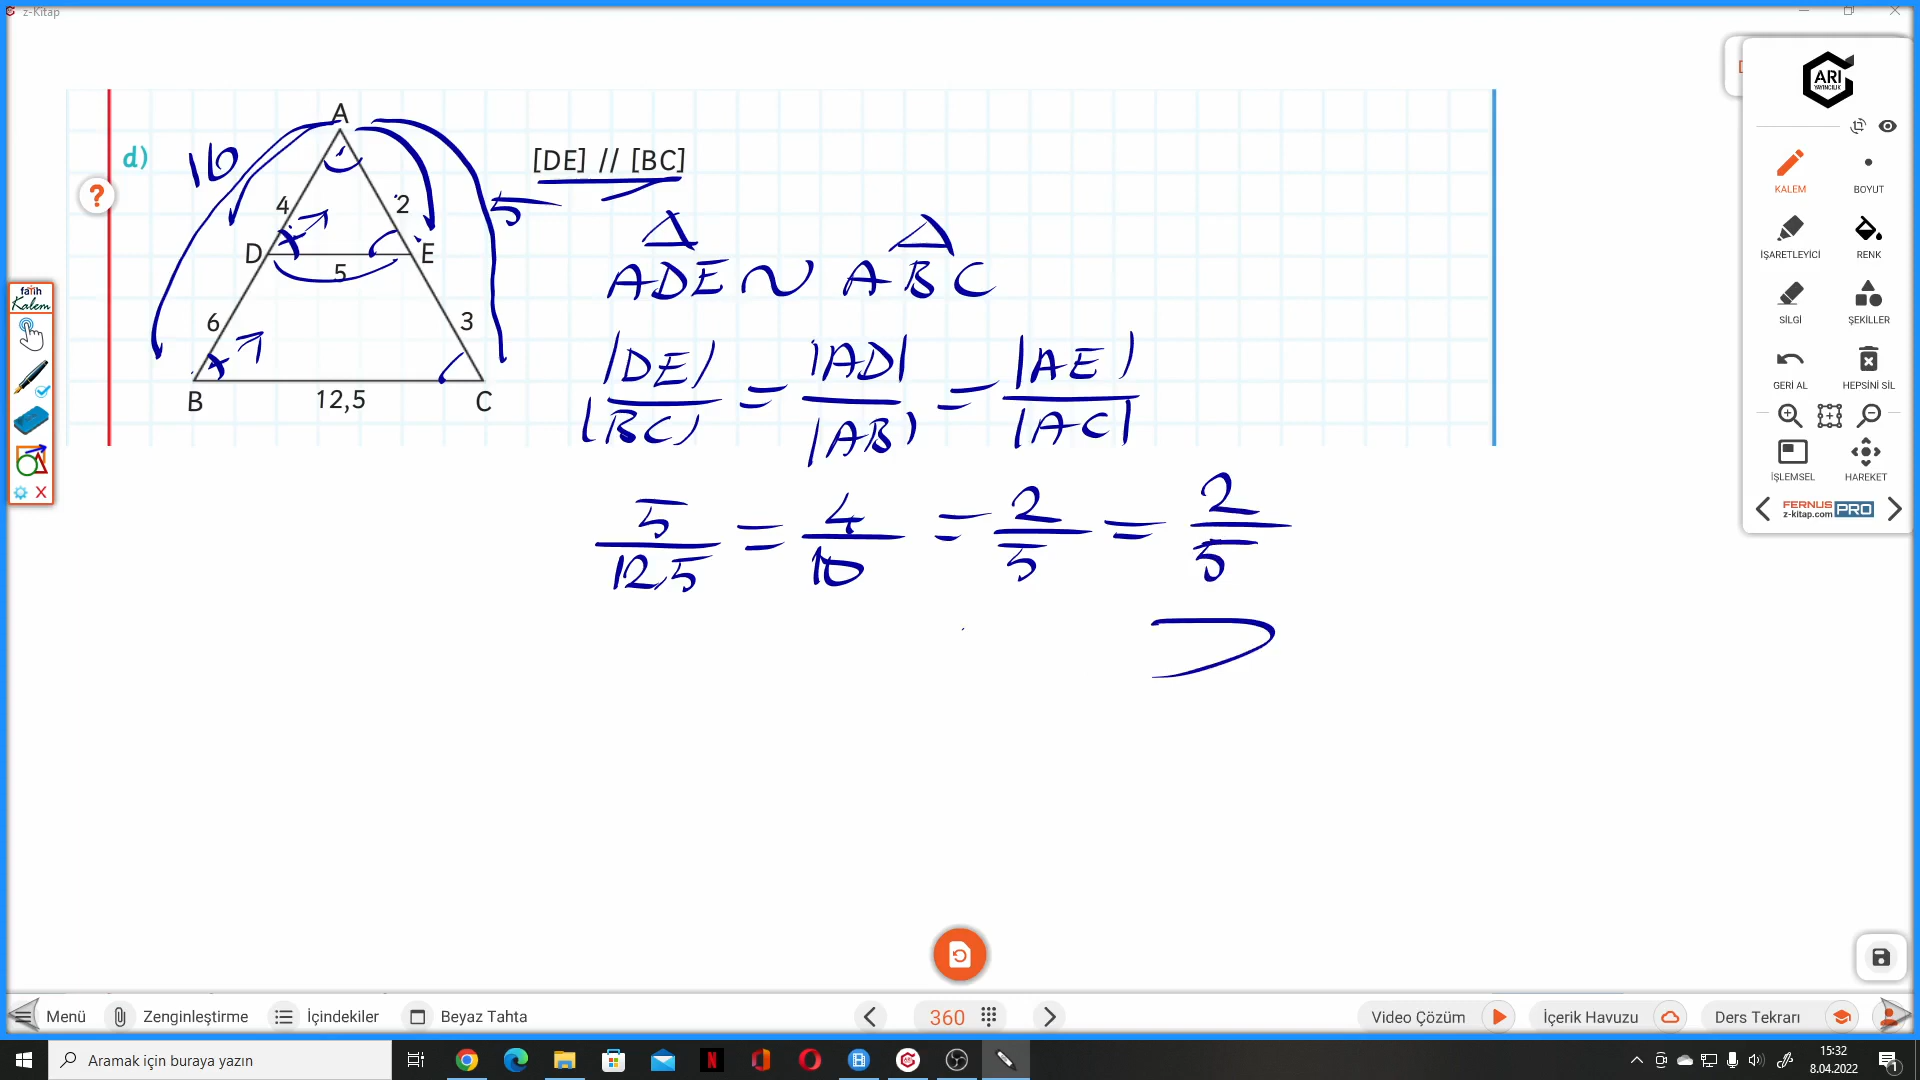 z-Kitap
d)
[DE] // [BC]
A
10
4
2
5
D
E
5
6
3
B
12,5
C
ADE ~ ABC
|DE| / |BC| = |AD| / |AB| = |AE| / |AC|
5 / 12,5 = 4 / 10 = 2 / 5 = 2 / 5
?
fatih
Kalem
ARI
YAYINCILIK
KALEM
BOYUT
İŞARETLEYİCİ
RENK
SİLGİ
ŞEKİLLER
GERİ AL
HEPSİNİ SİL
İŞLEMSEL
HAREKET
FERNUS
z-kitap.com PRO
Menü
Zenginleştirme
İçindekiler
Beyaz Tahta
360
Video Çözüm
İçerik Havuzu
Ders Tekrarı
Aramak için buraya yazın
15:32
8.04.2022
1